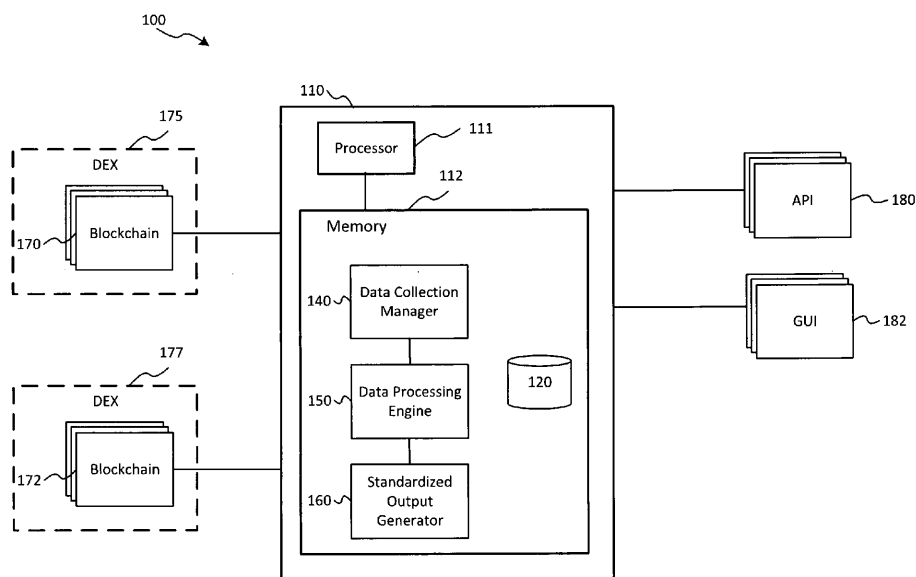 100
175
DEX
170
Blockchain
177
DEX
172
Blockchain
110
Processor
111
112
Memory
140
Data Collection
Manager
150
Data Processing
Engine
120
160
Standardized
Output
Generator
API
180
GUI
182